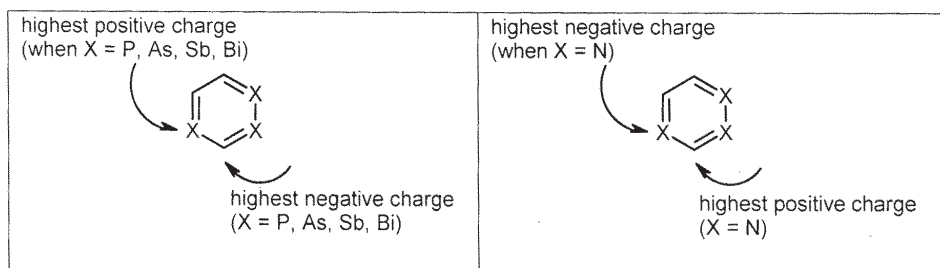 highest positive charge
(when X = P, As, Sb, Bi)
X
X
X
highest negative charge
(X = P, As, Sb, Bi)
highest negative charge
(when X = N)
X
X
X
highest positive charge
(X = N)